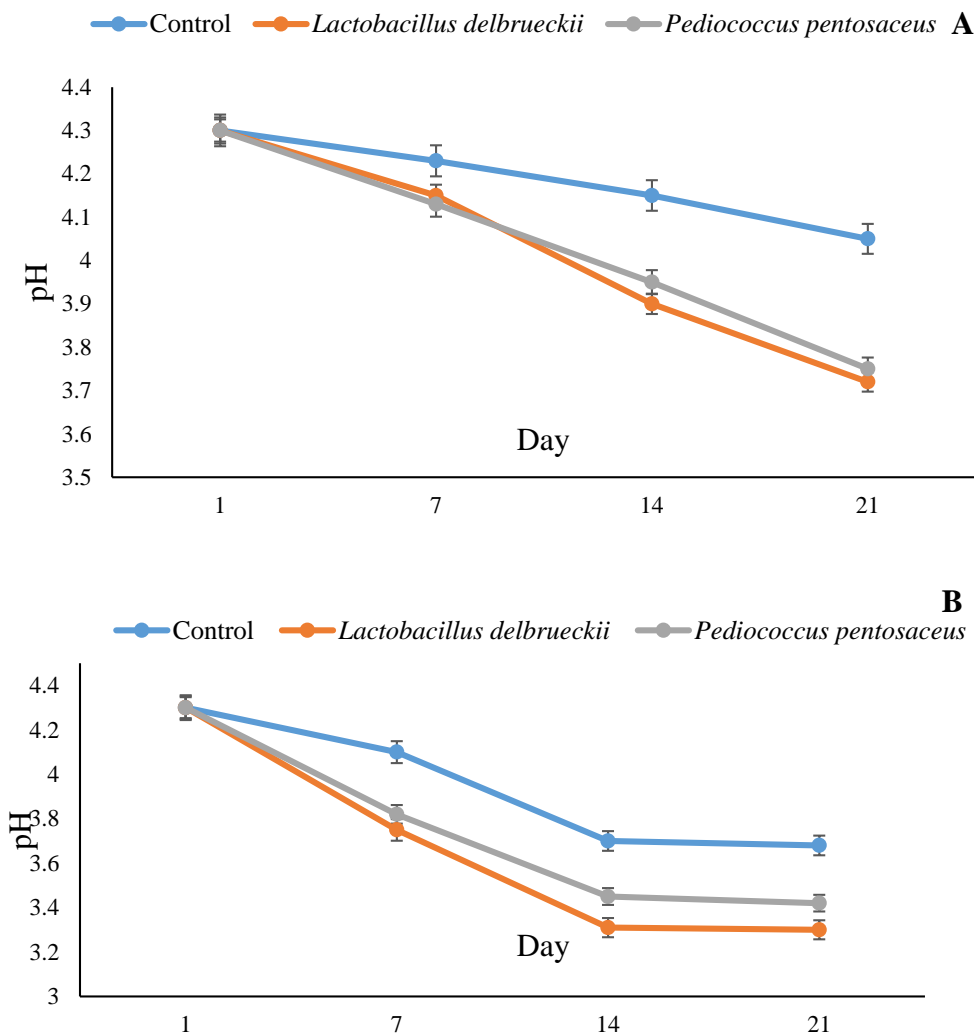 Control Lactobacillus delbrueckii Pediococcus pentosaceus A
4.4
4.3
4.2
4.1
4
3.9
3.8
3.7
3.6
3.5
pH
Day
1 7 14 21
B
Control Lactobacillus delbrueckii Pediococcus pentosaceus
4.4
4.2
4
3.8
3.6
3.4
3.2
3
pH
Day
1 7 14 21